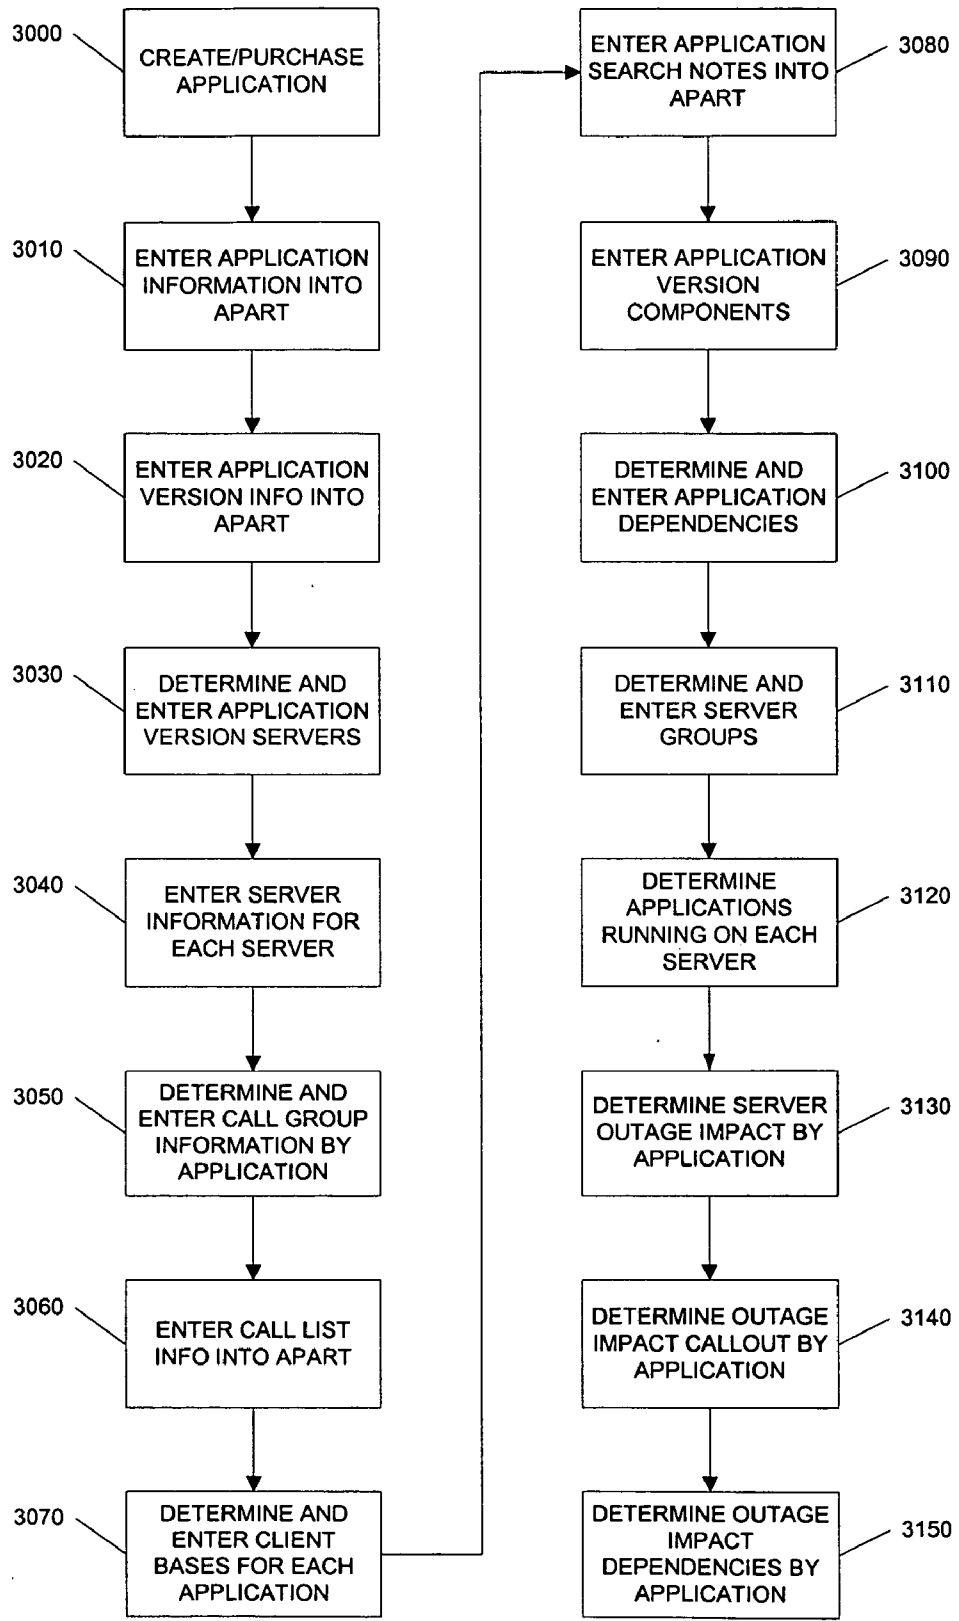 3000
CREATE/PURCHASE
APPLICATION
3010
ENTER APPLICATION
INFORMATION INTO
APART
3020
ENTER APPLICATION
VERSION INFO INTO
APART
3030
DETERMINE AND
ENTER APPLICATION
VERSION SERVERS
3040
ENTER SERVER
INFORMATION FOR
EACH SERVER
3050
DETERMINE AND
ENTER CALL GROUP
INFORMATION BY
APPLICATION
3060
ENTER CALL LIST
INFO INTO APART
3070
DETERMINE AND
ENTER CLIENT
BASES FOR EACH
APPLICATION
3080
ENTER APPLICATION
SEARCH NOTES INTO
APART
3090
ENTER APPLICATION
VERSION
COMPONENTS
3100
DETERMINE AND
ENTER APPLICATION
DEPENDENCIES
3110
DETERMINE AND
ENTER SERVER
GROUPS
3120
DETERMINE
APPLICATIONS
RUNNING ON EACH
SERVER
3130
DETERMINE SERVER
OUTAGE IMPACT BY
APPLICATION
3140
DETERMINE OUTAGE
IMPACT CALLOUT BY
APPLICATION
3150
DETERMINE OUTAGE
IMPACT
DEPENDENCIES BY
APPLICATION